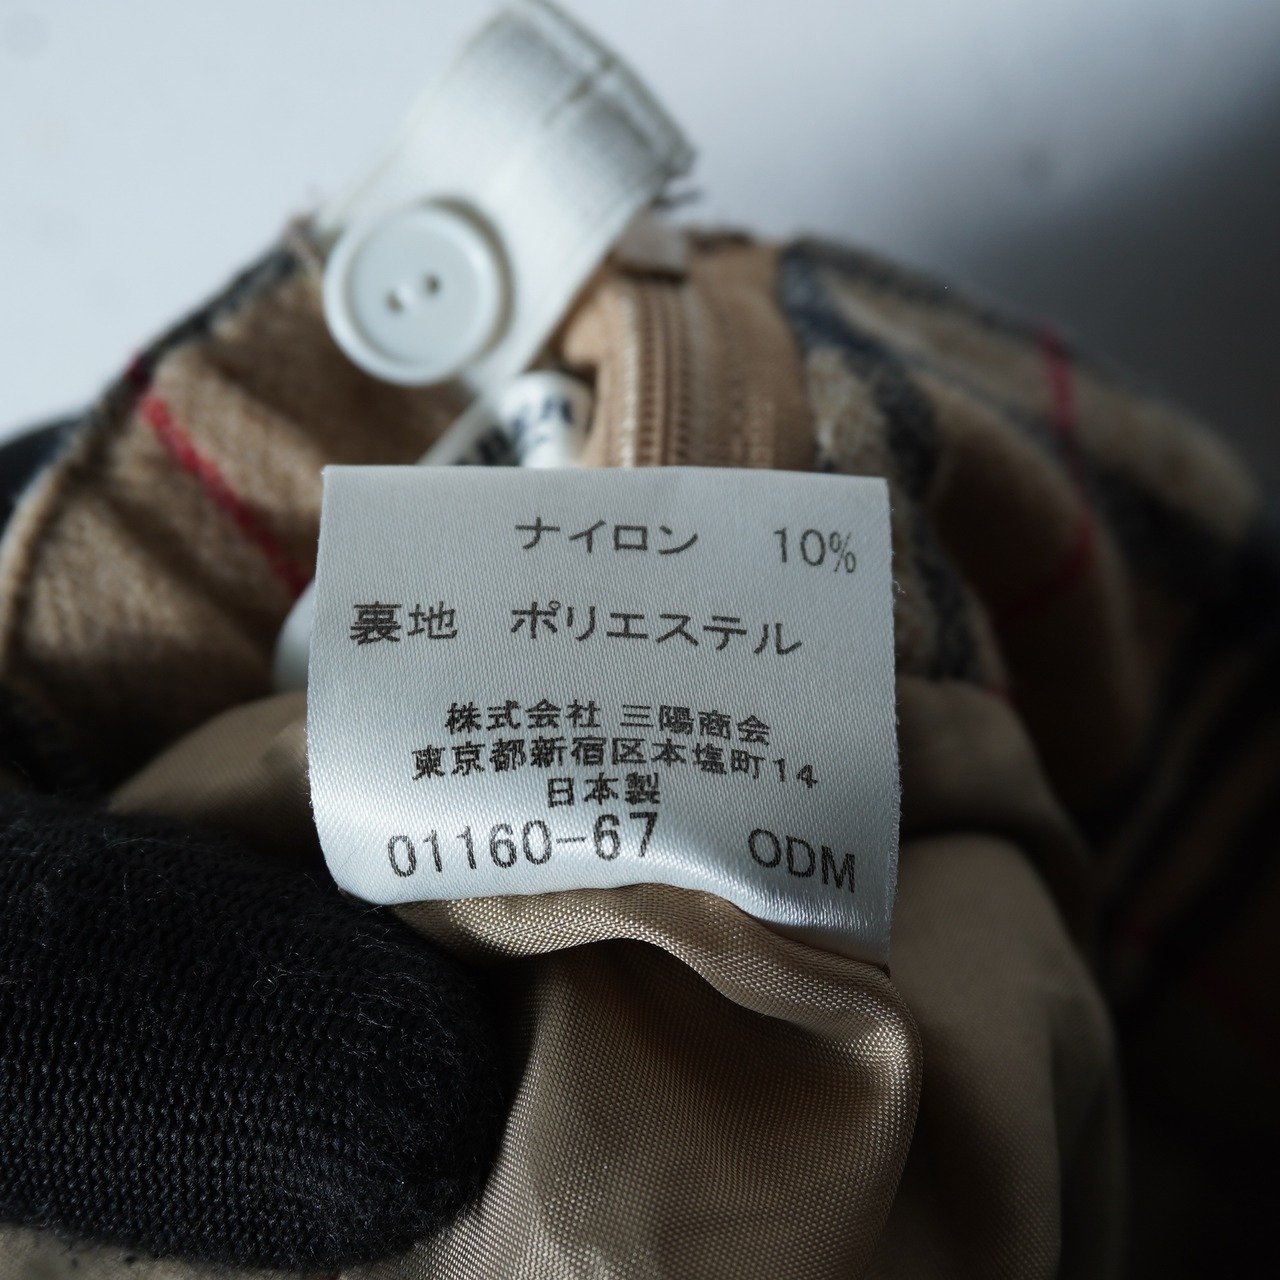 ナイロン 10%
裏地 ポリエステル
株式会社 三陽商会
東京都新宿区本塩町14
日本製
01160-67 ODM